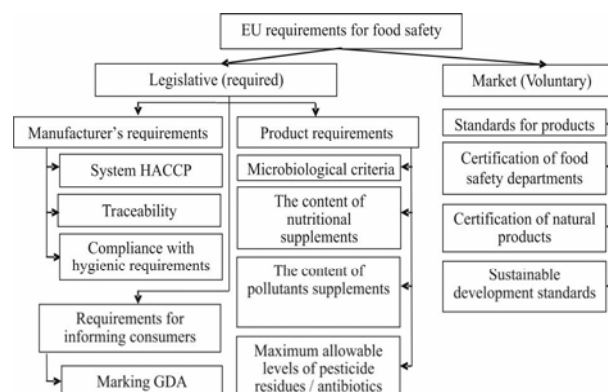 EU requirements for food safety
Legislative (required)
Market (Voluntary)
Manufacturer's requirements
Product requirements
Standards for products
System HACCP
Microbiological criteria
Certification of food
safety departments
Traceability
The content of
nutritional
supplements
Certification of natural
products
Compliance with
hygienic requirements
The content of
pollutants supplements
Sustainable
development standards
Requirements for
informing consumers
Maximum allowable
levels of pesticide
residues / antibiotics
Marking GDA